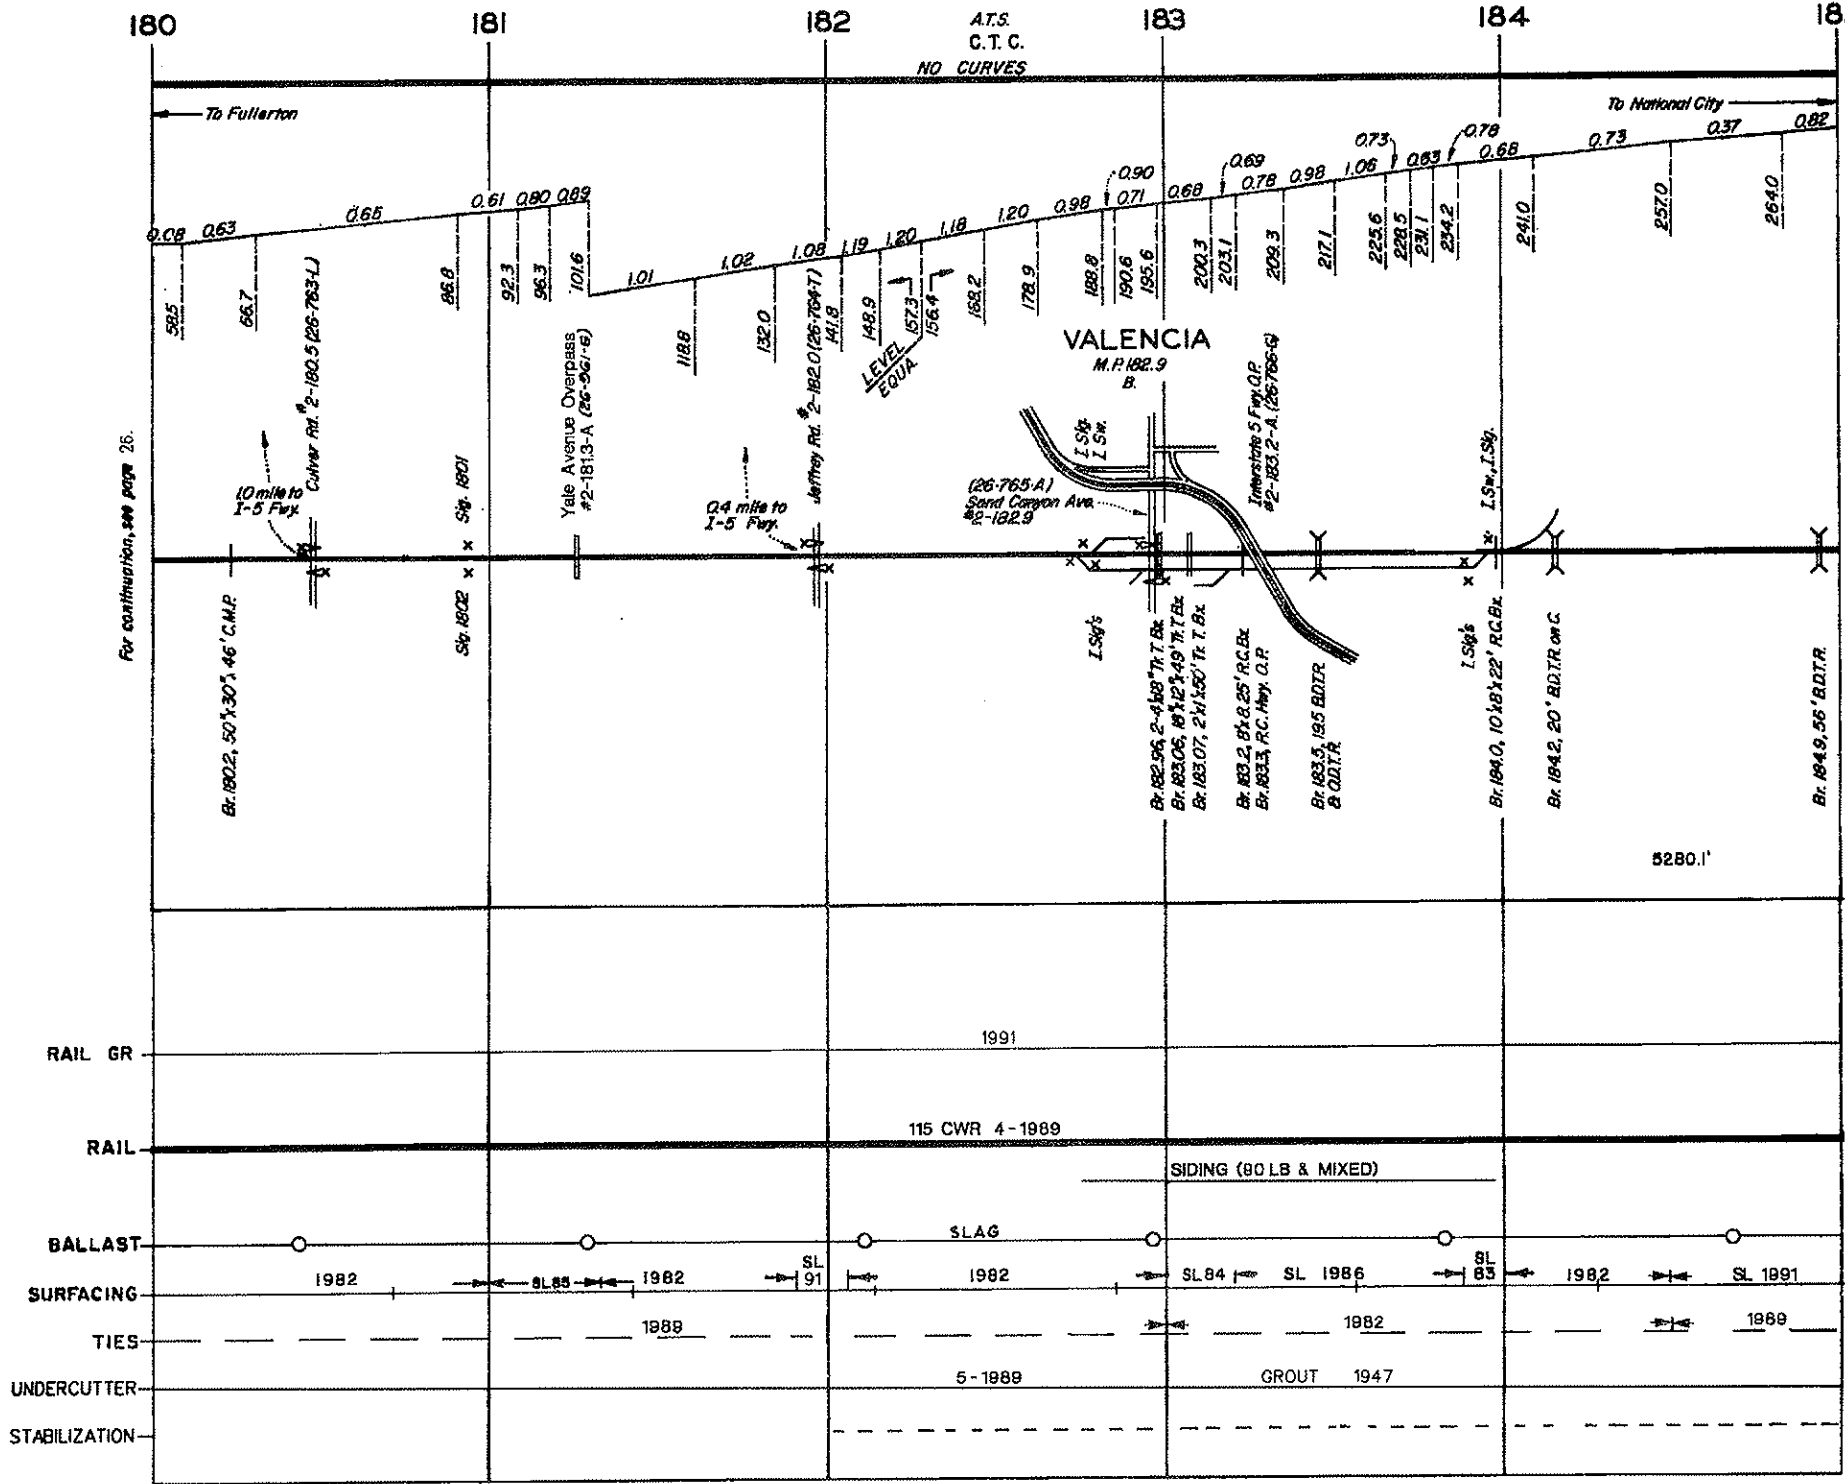 180
181
182
183
184
18
A.T.S.
C.T.C.
NO CURVES
To Fullerton
To National City
0.08
0.63
0.65
0.61
0.80
0.89
1.01
1.02
1.08
1.19
1.20
1.18
1.20
0.98
0.90
0.71
0.68
0.69
0.78
0.98
1.06
0.73
0.83
0.78
0.68
0.73
0.37
0.82
58.5
66.7
86.8
92.3
96.3
101.6
118.8
132.0
141.8
148.9
157.3
156.4
168.2
178.9
188.8
190.6
195.6
200.3
203.1
209.3
217.1
225.6
228.5
231.1
234.2
241.0
257.0
264.0
LEVEL
EQUA.
VALENCIA
M.P. 182.9
B.
For continuation, see page 26.
1.0 mile to
I-5 Fwy.
Culver Rd. #2-180.5 (26-763-L)
Sig. 1801
Sig. 1802
Yale Avenue Overpass
#2-181.3-A (26-961-6)
0.4 mile to
I-5 Fwy.
Jeffrey Rd. #2-182.0 (26-764-T)
(26-765-A)
Sand Canyon Ave.
#2-182.9
I. Sig.
I. Sw.
Interstate 5 Fwy. O.P.
#2-183.2-A. (26766-G)
I. Sw., I. Sig.
I. Sig's
I. Sig's
Br. 180.2, 50"x30"x 46' C.M.P.
Br. 182.96, 2-4'x18" Tr. T. Bx.
Br. 183.06, 18"x12"x49' Tr. T. Bx.
Br. 183.07, 2'x1'x50' Tr. T. Bx.
Br. 183.2, 8'x8.25' R.C. Bx.
Br. 183.3, R.C. Hwy. O.P.
Br. 183.5, 195 B.D.T.R.
& O.D.T.R.
Br. 184.0, 10'x8'x22' R.C. Bx.
Br. 184.2, 20' B.D.T.R. on C.
Br. 184.9, 56' B.D.T.R.
5280.1'
RAIL GR
1991
RAIL
115 CWR 4-1989
SIDING (90 LB & MIXED)
BALLAST
SLAG
SURFACING
1982
SL85
1982
SL
91
1982
SL84
SL 1986
SL
83
1982
SL 1991
TIES
1989
1982
1989
UNDERCUTTER
5-1989
GROUT 1947
STABILIZATION